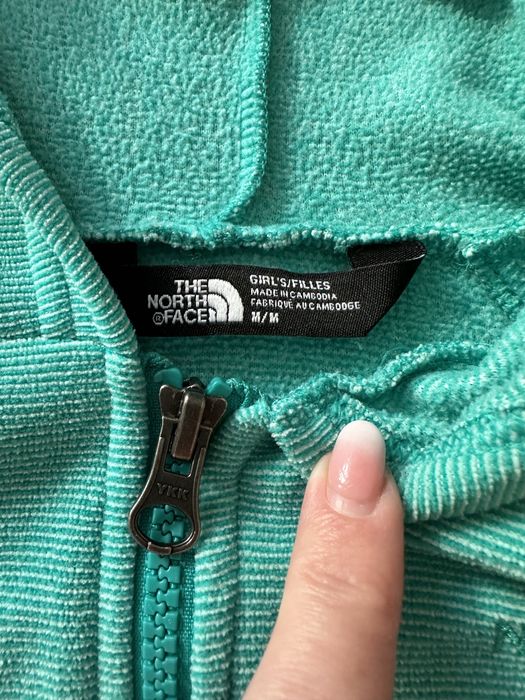 THE
NORTH
®FACE
GIRL'S/FILLES
MADE IN CAMBODIA
FABRIQUÉ AU CAMBODGE
M/M
YKK